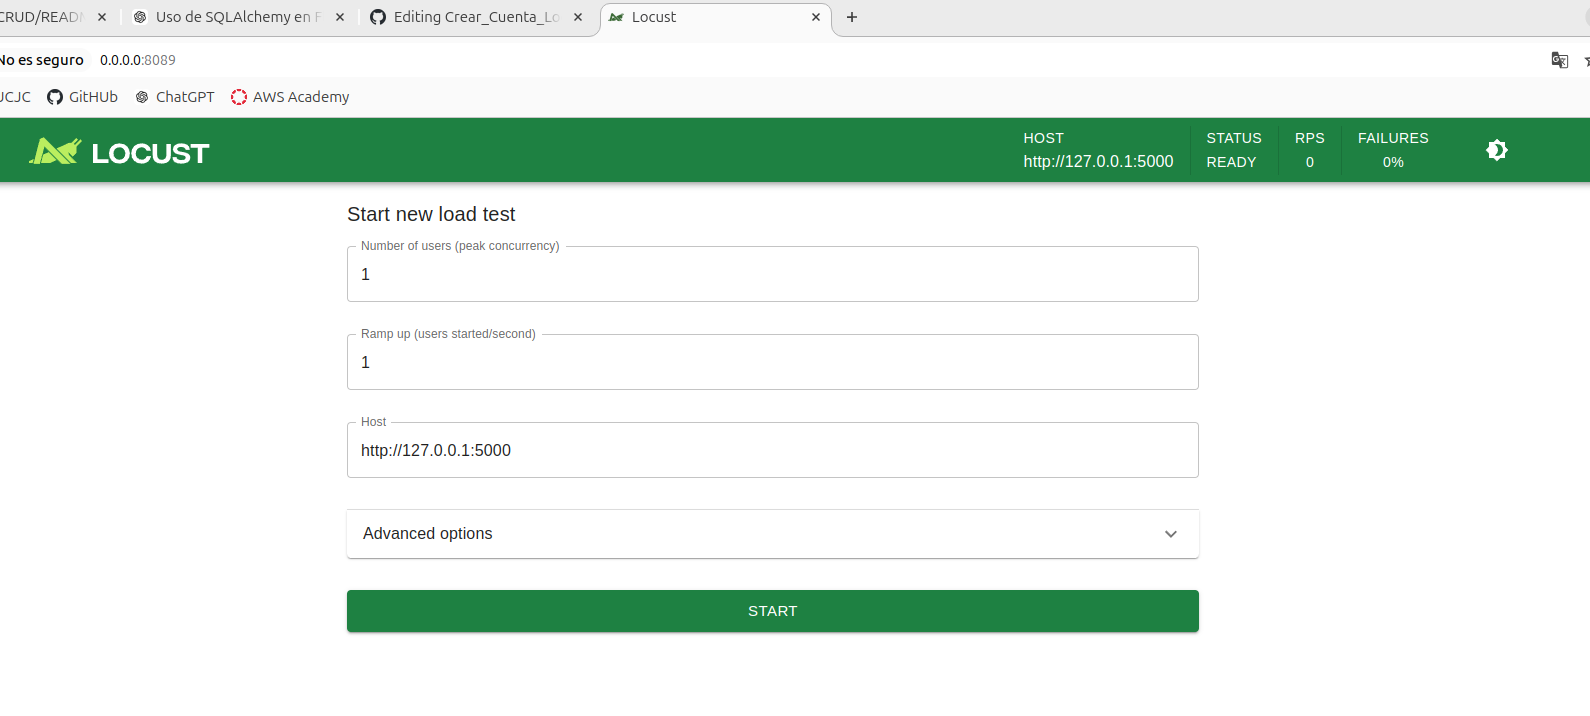 CRUD/READ
Uso de SQLAlchemy en F
Editing Crear_Cuenta_Lo
Locust
No es seguro
0.0.0.0:8089
UCJC
GitHUb
ChatGPT
AWS Academy
LOCUST
HOST
http://127.0.0.1:5000
STATUS
READY
RPS
0
FAILURES
0%
Start new load test
Number of users (peak concurrency)
1
Ramp up (users started/second)
1
Host
http://127.0.0.1:5000
Advanced options
START